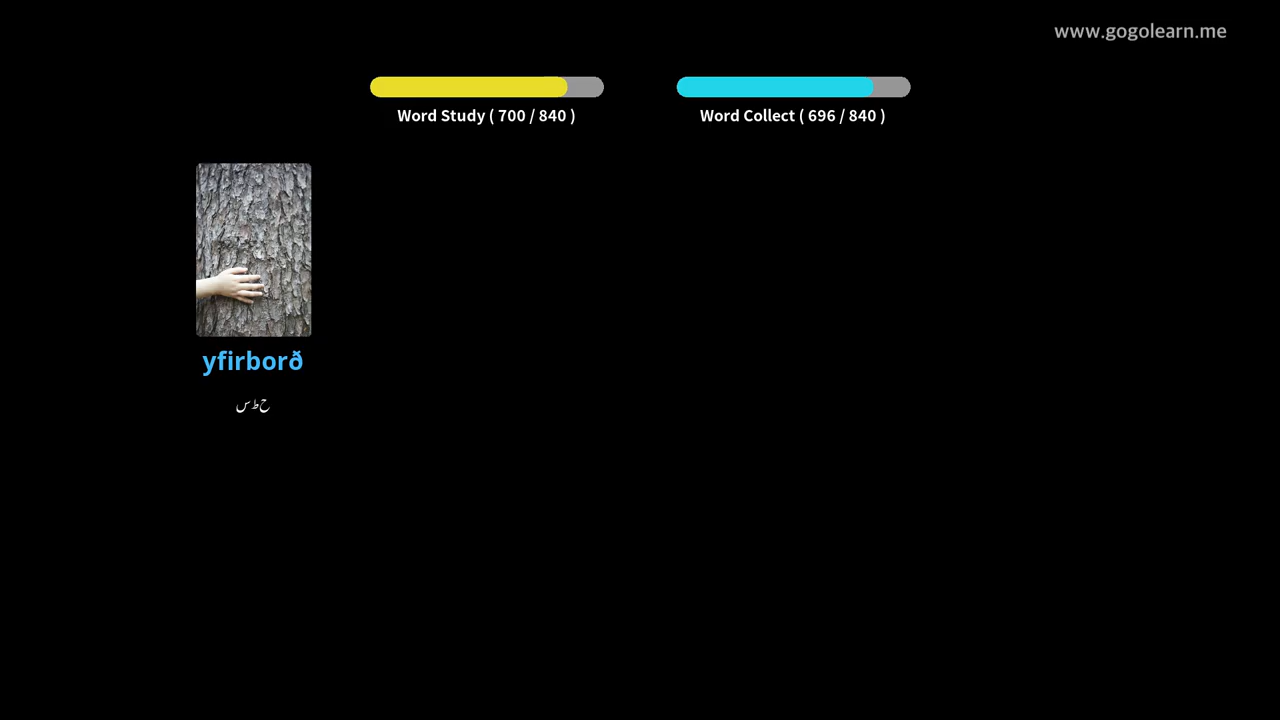 www.gogolearn.me
Word Study ( 700 / 840 )
Word Collect ( 696 / 840 )
yfirborð
ح ط س